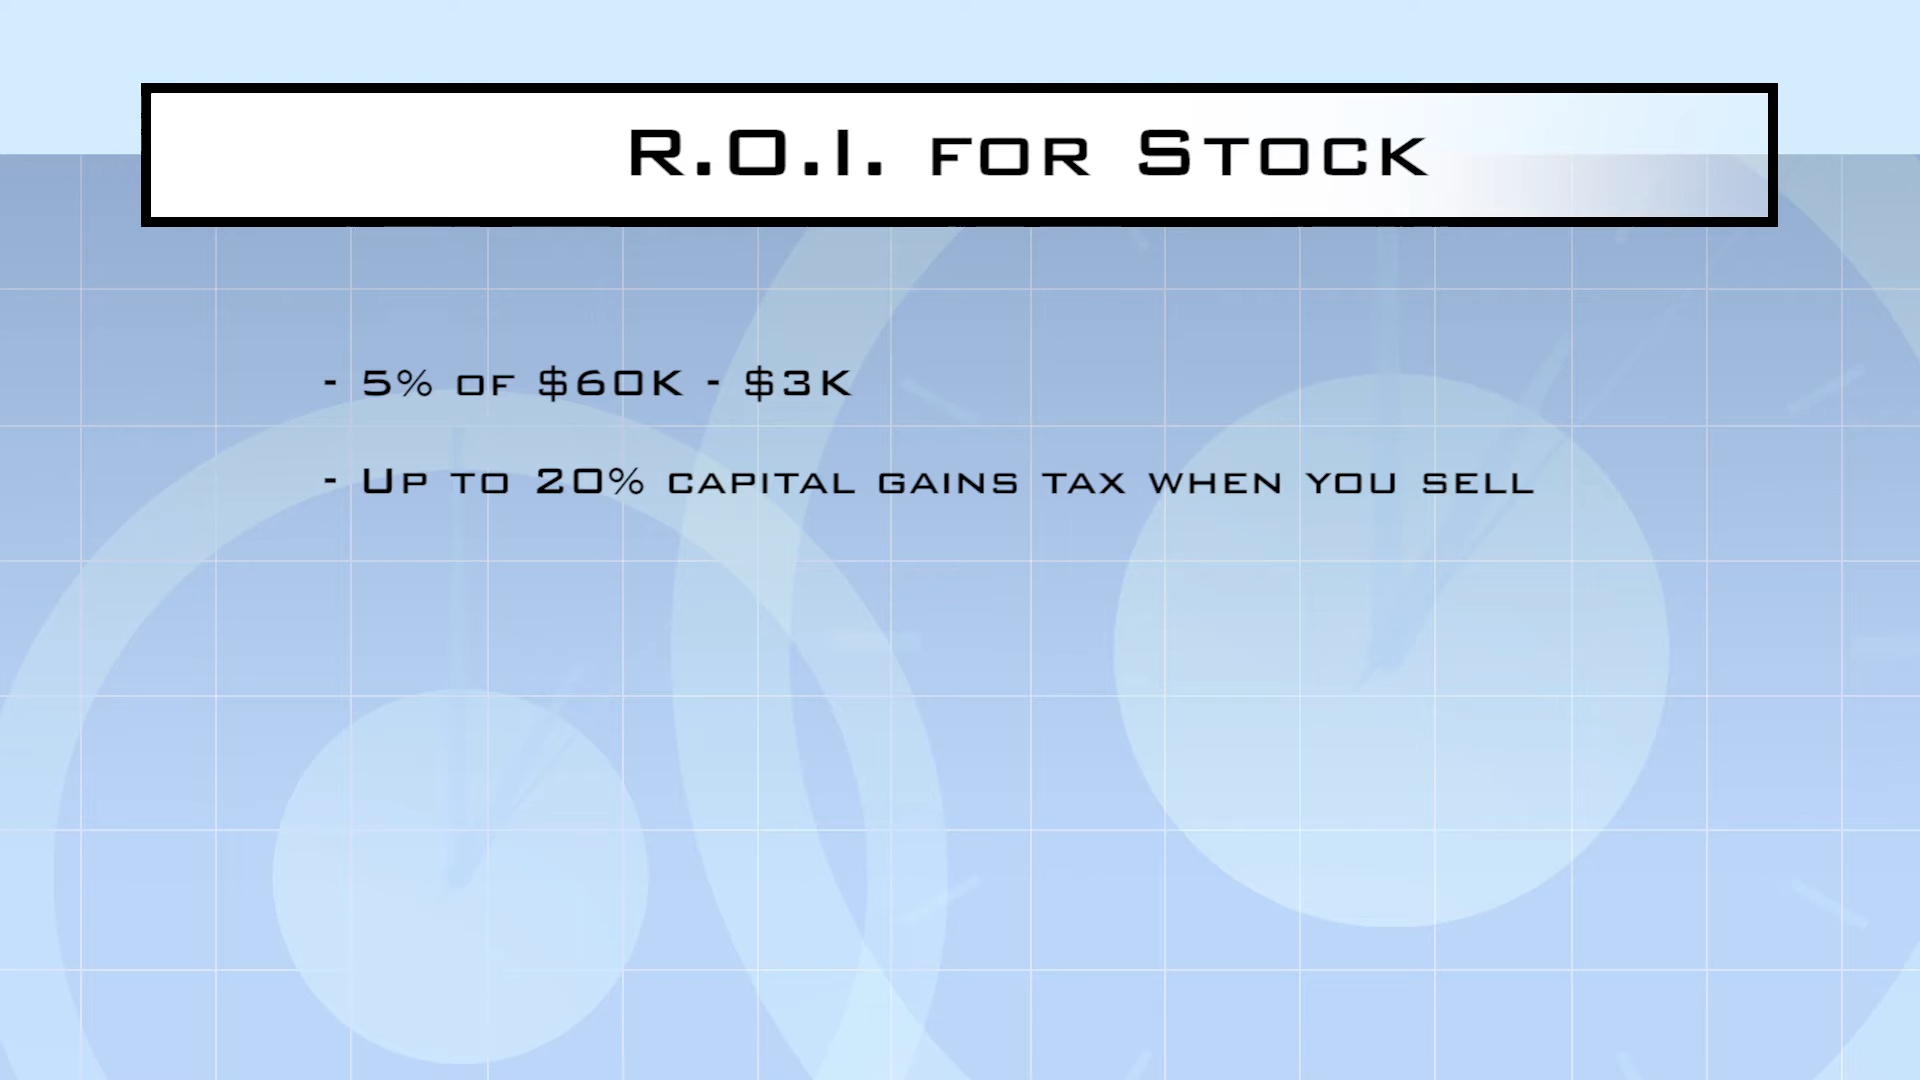 R.O.I. for Stock
- 5% of $60K - $3K
- Up to 20% capital gains tax when you sell